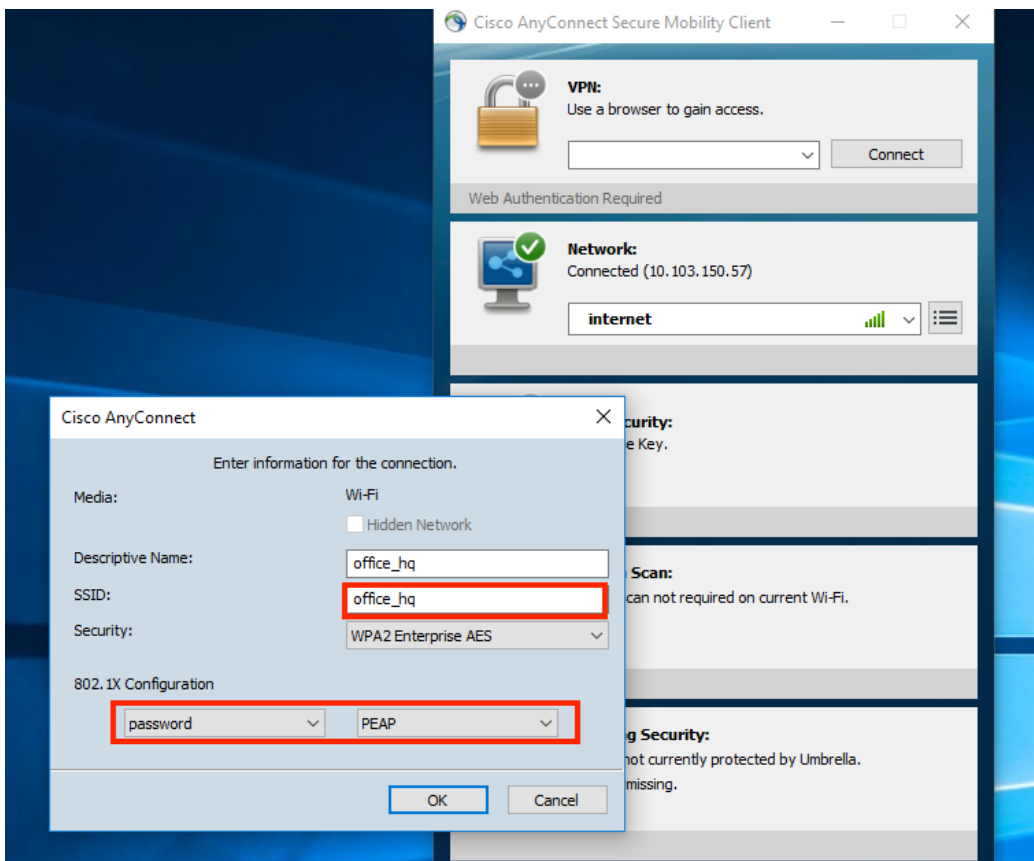 Cisco AnyConnect Secure Mobility Client
VPN:
Use a browser to gain access.
Connect
Web Authentication Required
Network:
Connected (10.103.150.57)
internet
curity:
e Key.
Scan:
can not required on current Wi-Fi.
g Security:
not currently protected by Umbrella.
missing.
Cisco AnyConnect
Enter information for the connection.
Media: Wi-Fi
Hidden Network
Descriptive Name: office_hq
SSID: office_hq
Security: WPA2 Enterprise AES
802.1X Configuration
password PEAP
OK Cancel